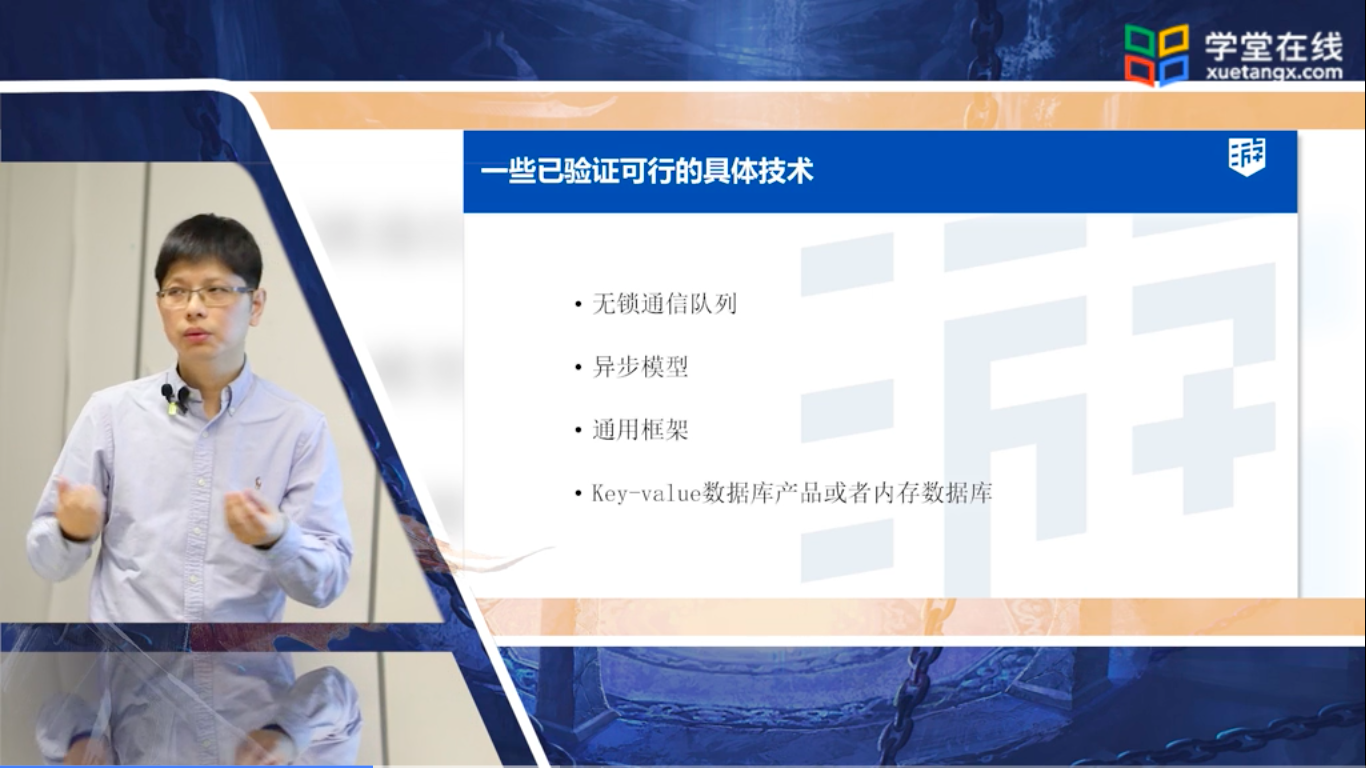 学堂在线
xuetangx.com
一些已验证可行的具体技术
• 无锁通信队列
• 异步模型
• 通用框架
• Key-value数据库产品或者内存数据库